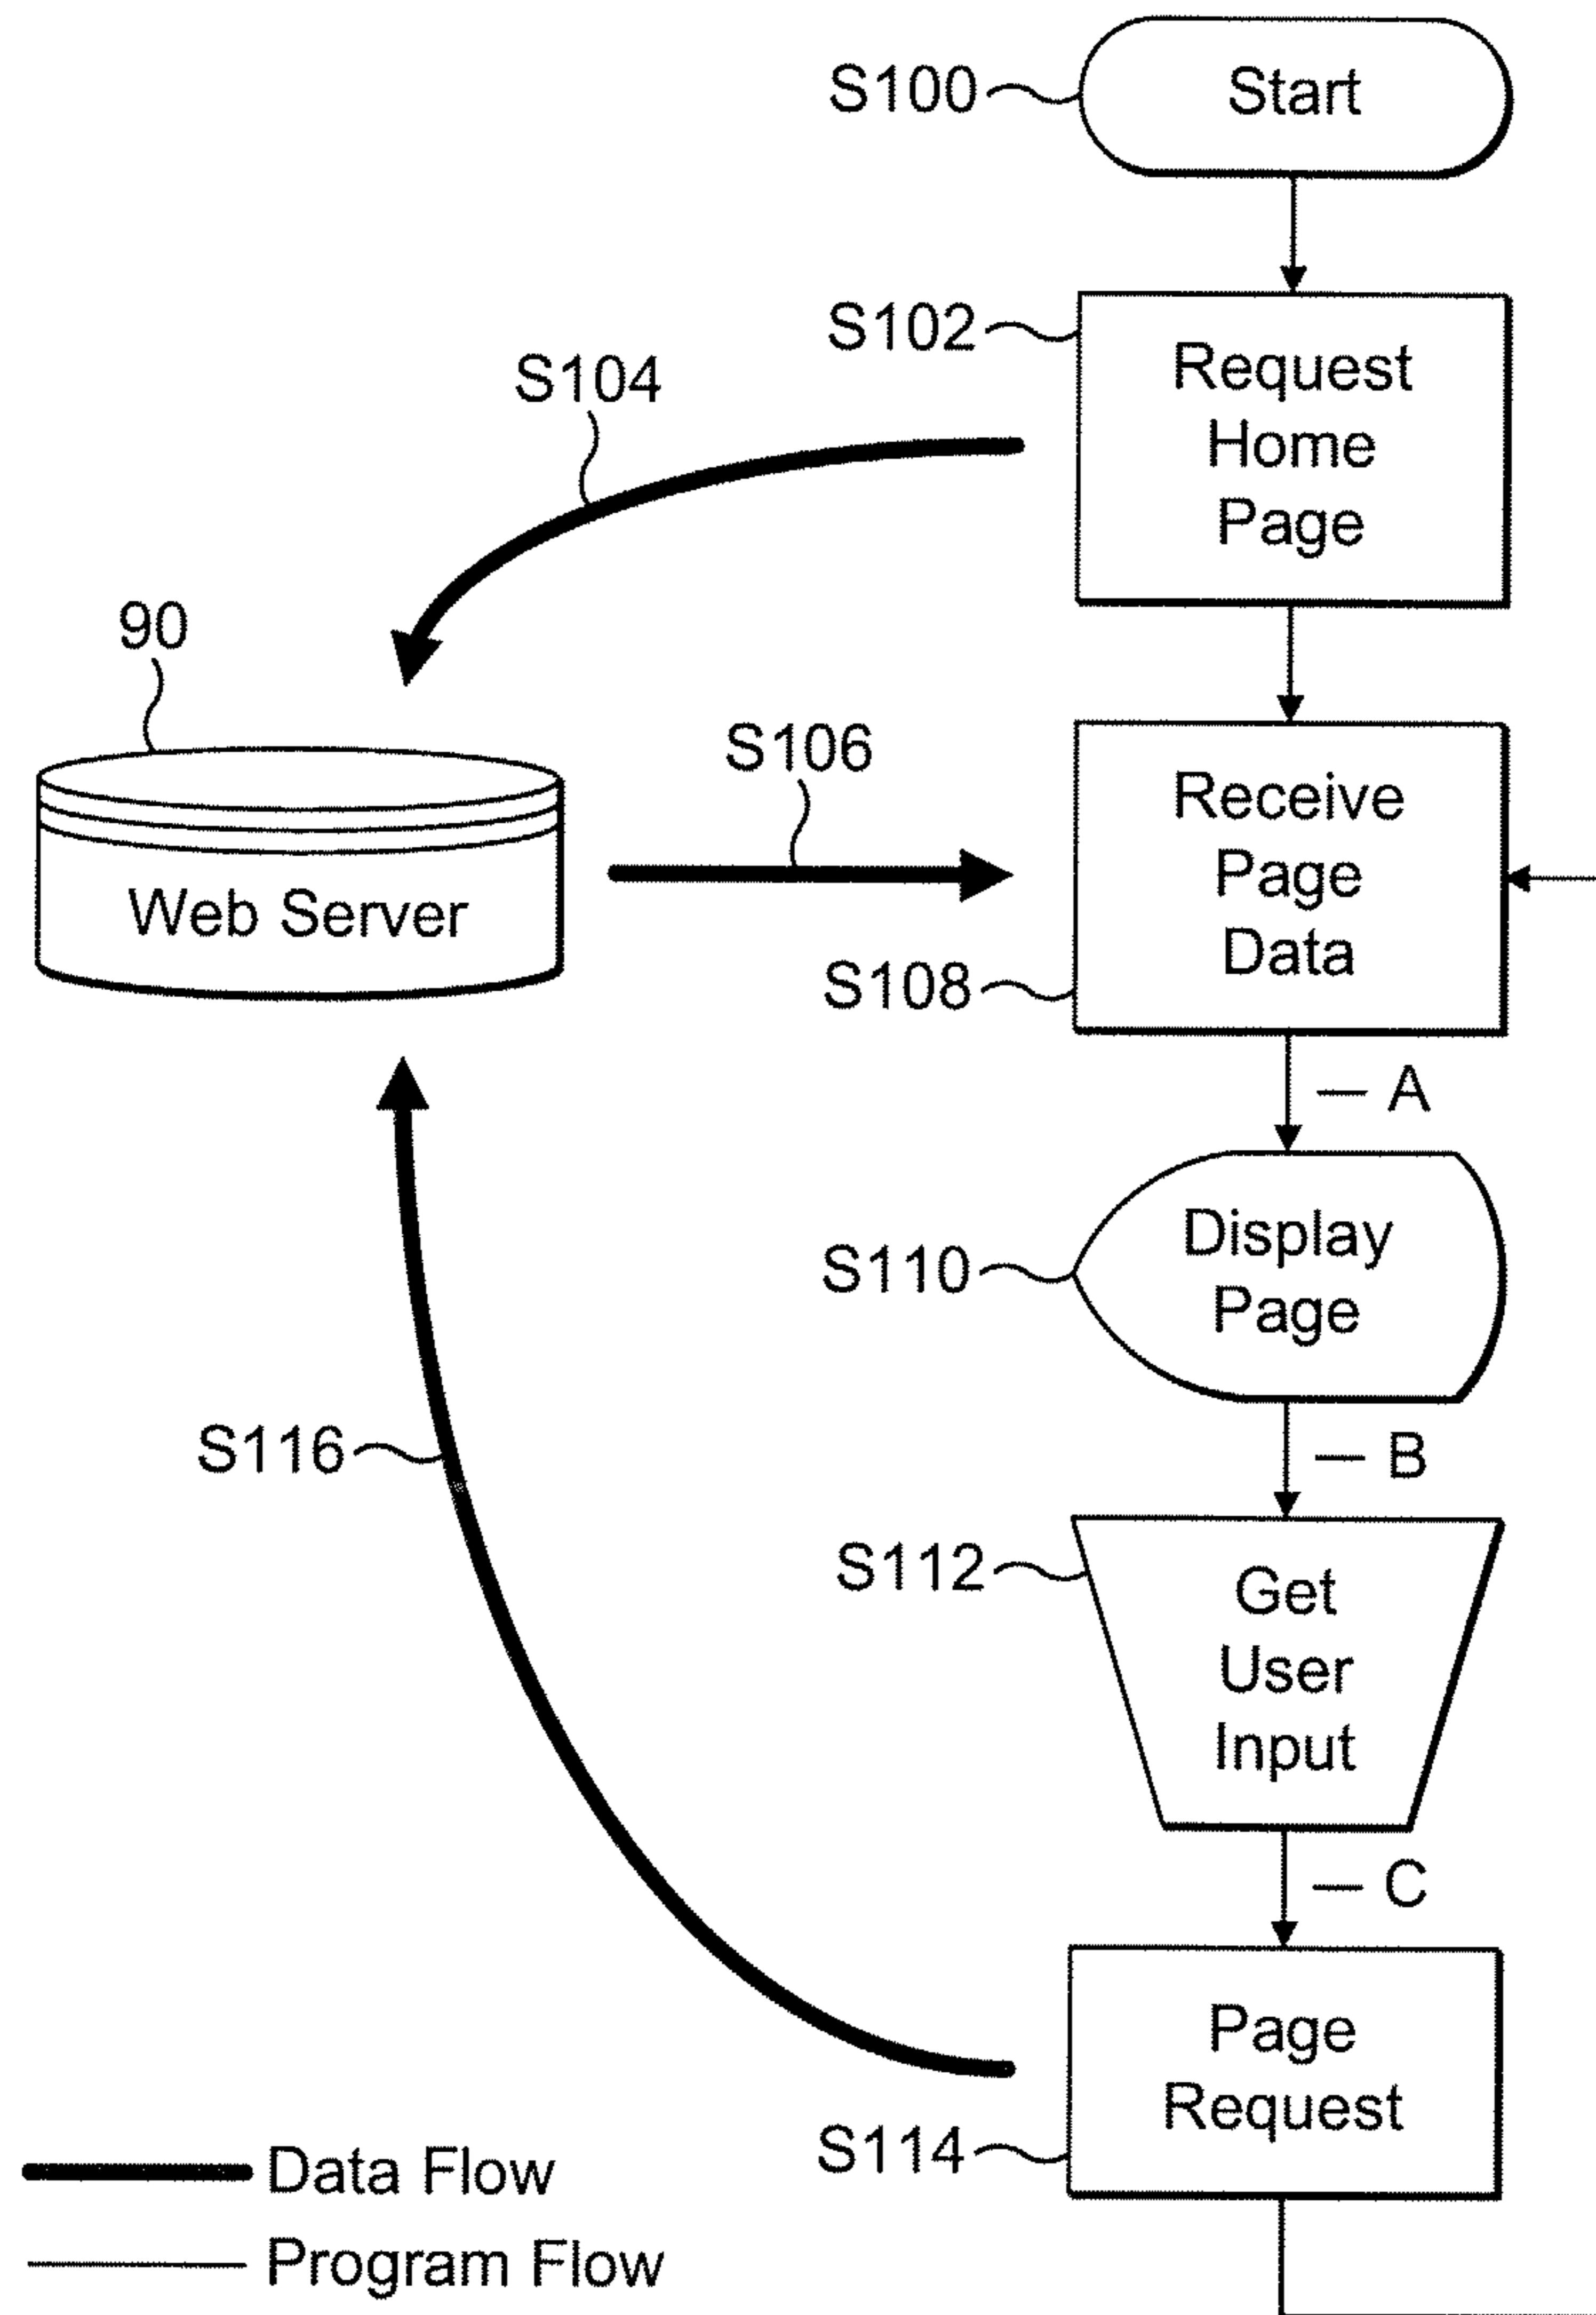 S100
Start
S102
Request
Home
Page
S104
90
Web Server
S106
Receive
Page
Data
S108
A
Display
Page
S110
B
S116
S112
Get
User
Input
C
Page
Request
S114
Data Flow
Program Flow